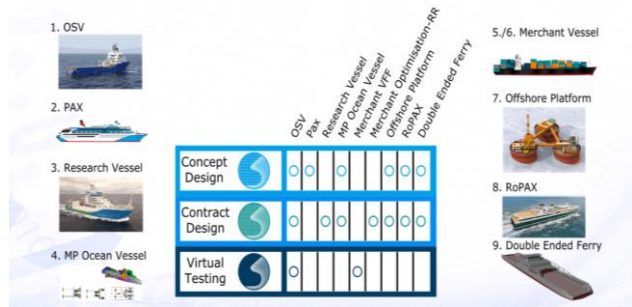 1. OSV
2. PAX
3. Research Vessel
4. MP Ocean Vessel
OSV
Pax
Research Vessel
MP Ocean Vessel
Merchant VFF
Merchant Optimisation-RR
Offshore Platform
RoPAX
Double Ended Ferry
Concept
Design
Contract
Design
Virtual
Testing
5./6. Merchant Vessel
7. Offshore Platform
8. RoPAX
9. Double Ended Ferry